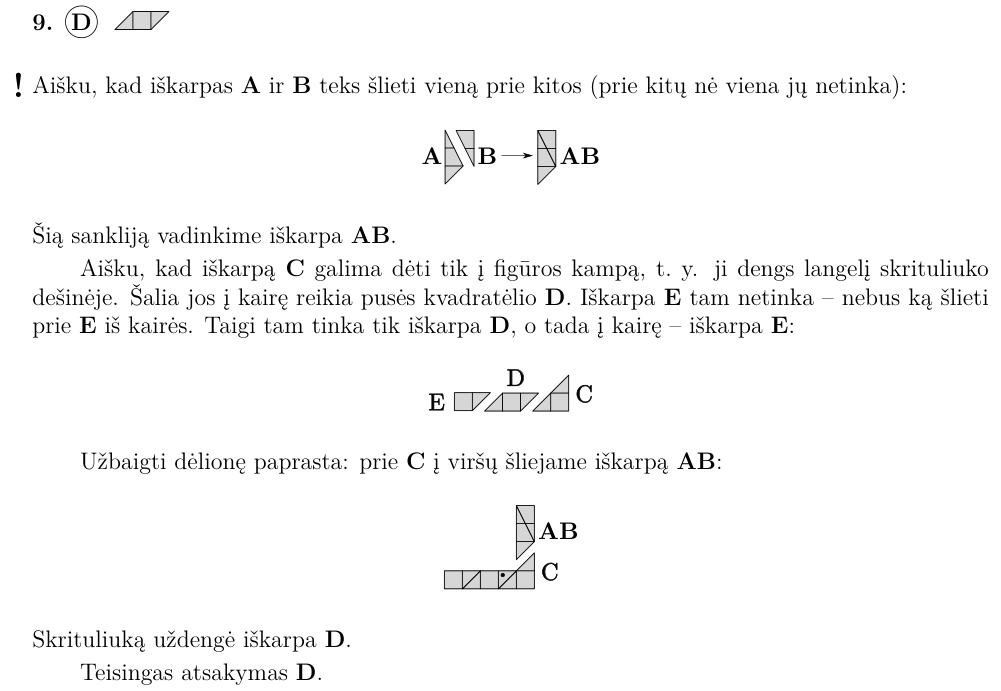 9. D
! Aišku, kad iškarpas A ir B teks šlieti vieną prie kitos (prie kitų nė viena jų netinka):
A B AB
Šią sankliją vadinkime iškarpa AB.
Aišku, kad iškarpą C galima dėti tik į figūros kampą, t. y. ji dengs langelį skrituliuko
dešinėje. Šalia jos į kairę reikia pusės kvadratėlio D. Iškarpa E tam netinka – nebus ką šlieti
prie E iš kairės. Taigi tam tinka tik iškarpa D, o tada į kairę – iškarpa E:
D
E C
Užbaigti dėlionę paprasta: prie C į viršų šliejame iškarpą AB:
AB
C
Skrituliuką uždengė iškarpa D.
Teisingas atsakymas D.